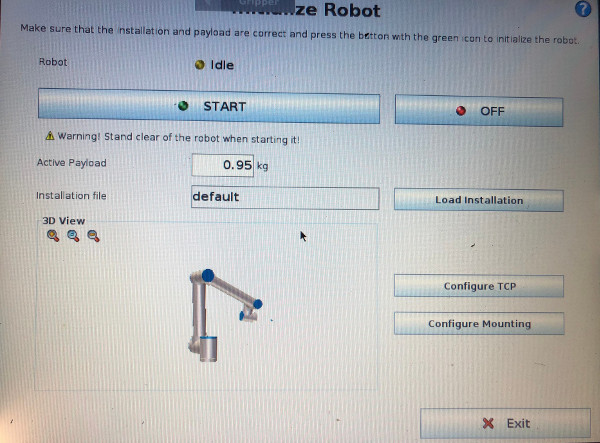 Gripper
Initialize Robot
Make sure that the installation and payload are correct and press the button with the green icon to initialize the robot.
Robot
Idle
START
OFF
Warning! Stand clear of the robot when starting it!
Active Payload
0.95 kg
Installation file
default
Load Installation
3D View
Configure TCP
Configure Mounting
Exit